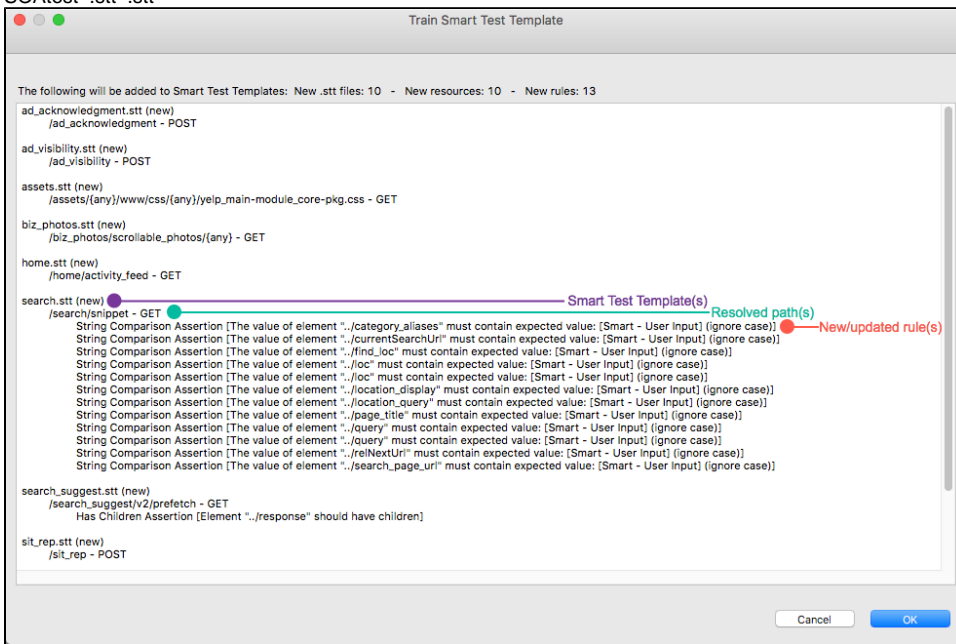 Train Smart Test Template
The following will be added to Smart Test Templates: New .stt files: 10 - New resources: 10 - New rules: 13
ad_acknowledgment.stt (new)
/ad_acknowledgment - POST
ad_visibility.stt (new)
/ad_visibility - POST
assets.stt (new)
/assets/{any}/www/css/{any}/yelp_main-module_core-pkg.css - GET
biz_photos.stt (new)
/biz_photos/scrollable_photos/{any} - GET
home.stt (new)
/home/activity_feed - GET
search.stt (new) Smart Test Template(s)
/search/snippet - GET Resolved path(s)
String Comparison Assertion [The value of element "../category_aliases" must contain expected value: [Smart - User Input] (ignore case)] New/updated rule(s)
String Comparison Assertion [The value of element "../currentSearchUrl" must contain expected value: [Smart - User Input] (ignore case)]
String Comparison Assertion [The value of element "../find_loc" must contain expected value: [Smart - User Input] (ignore case)]
String Comparison Assertion [The value of element "../loc" must contain expected value: [Smart - User Input] (ignore case)]
String Comparison Assertion [The value of element "../loc" must contain expected value: [Smart - User Input] (ignore case)]
String Comparison Assertion [The value of element "../location_display" must contain expected value: [Smart - User Input] (ignore case)]
String Comparison Assertion [The value of element "../location_query" must contain expected value: [Smart - User Input] (ignore case)]
String Comparison Assertion [The value of element "../page_title" must contain expected value: [Smart - User Input] (ignore case)]
String Comparison Assertion [The value of element "../query" must contain expected value: [Smart - User Input] (ignore case)]
String Comparison Assertion [The value of element "../query" must contain expected value: [Smart - User Input] (ignore case)]
String Comparison Assertion [The value of element "../relNextUrl" must contain expected value: [Smart - User Input] (ignore case)]
String Comparison Assertion [The value of element "../search_page_url" must contain expected value: [Smart - User Input] (ignore case)]
search_suggest.stt (new)
/search_suggest/v2/prefetch - GET
Has Children Assertion [Element "../response" should have children]
sit_rep.stt (new)
/sit_rep - POST
Cancel OK